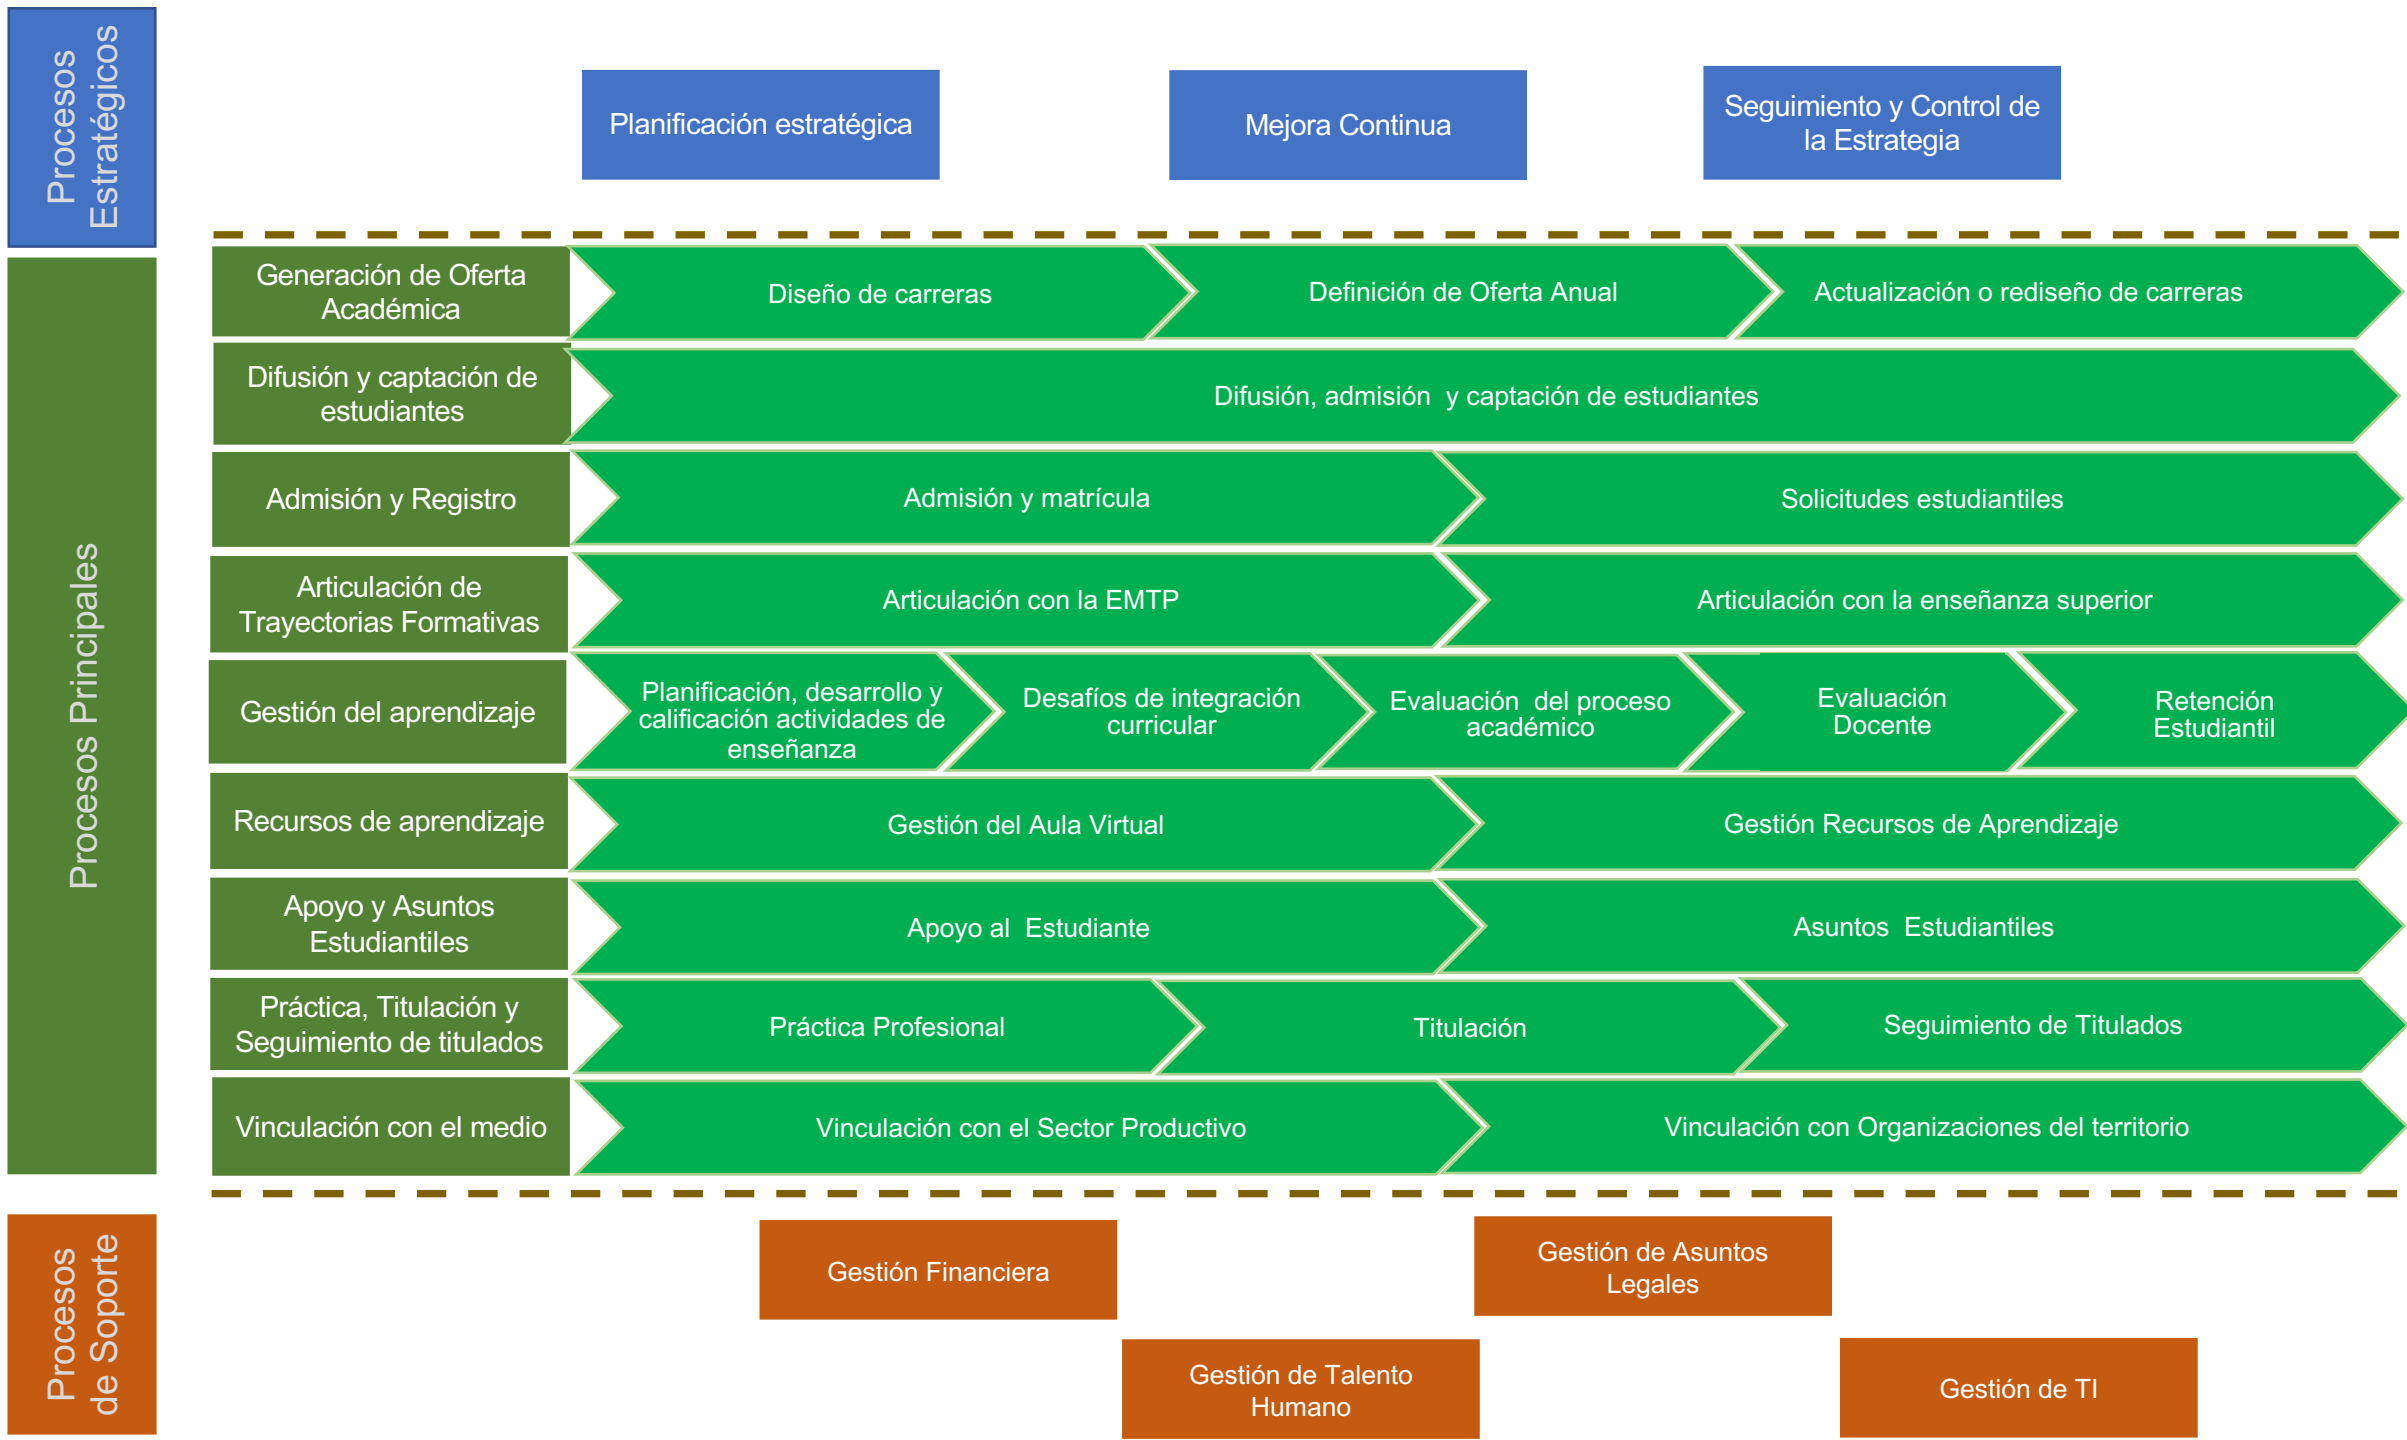 Procesos
Estratégicos
Planificación estratégica
Mejora Continua
Seguimiento y Control de
la Estrategia
Procesos Principales
Generación de Oferta
Académica
Diseño de carreras
Definición de Oferta Anual
Actualización o rediseño de carreras
Difusión y captación de
estudiantes
Difusión, admisión y captación de estudiantes
Admisión y Registro
Admisión y matrícula
Solicitudes estudiantiles
Articulación de
Trayectorias Formativas
Articulación con la EMTP
Articulación con la enseñanza superior
Gestión del aprendizaje
Planificación, desarrollo y
calificación actividades de
enseñanza
Desafíos de integración
curricular
Evaluación del proceso
académico
Evaluación
Docente
Retención
Estudiantil
Recursos de aprendizaje
Gestión del Aula Virtual
Gestión Recursos de Aprendizaje
Apoyo y Asuntos
Estudiantiles
Apoyo al Estudiante
Asuntos Estudiantiles
Práctica, Titulación y
Seguimiento de titulados
Práctica Profesional
Titulación
Seguimiento de Titulados
Vinculación con el medio
Vinculación con el Sector Productivo
Vinculación con Organizaciones del territorio
Procesos
de Soporte
Gestión Financiera
Gestión de Talento
Humano
Gestión de Asuntos
Legales
Gestión de TI